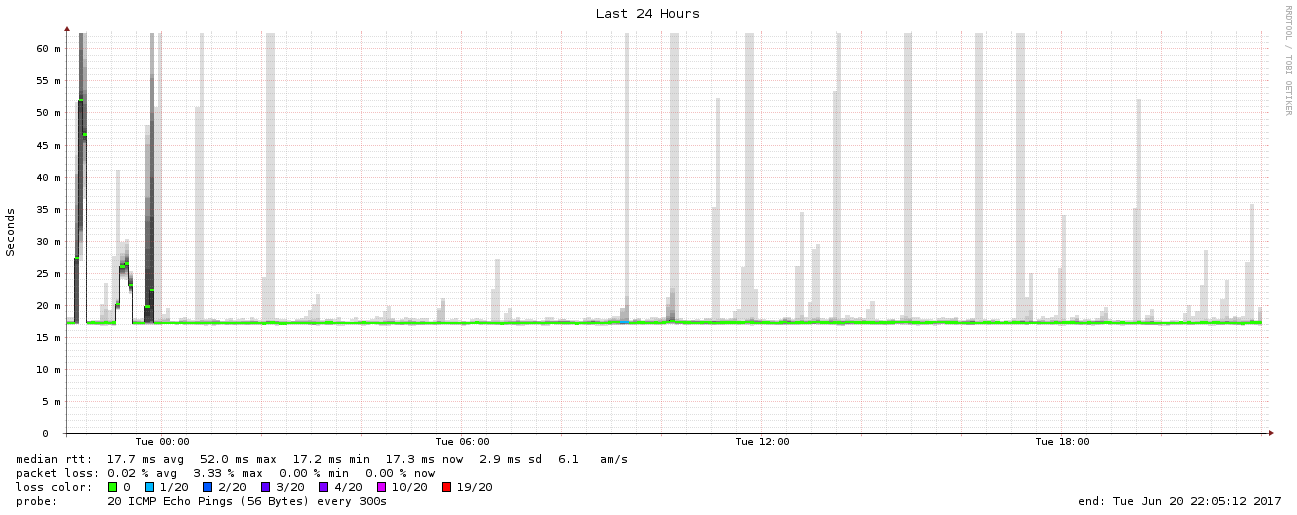 Last 24 Hours
RRDTOOL / TOBI OETIKER
Seconds
60 m
55 m
50 m
45 m
40 m
35 m
30 m
25 m
20 m
15 m
10 m
5 m
0
Tue 00:00 Tue 06:00 Tue 12:00 Tue 18:00
median rtt: 17.7 ms avg 52.0 ms max 17.2 ms min 17.3 ms now 2.9 ms sd 6.1 am/s
packet loss: 0.02 % avg 3.33 % max 0.00 % min 0.00 % now
loss color: 0 1/20 2/20 3/20 4/20 10/20 19/20
probe: 20 ICMP Echo Pings (56 Bytes) every 300s end: Tue Jun 20 22:05:12 2017